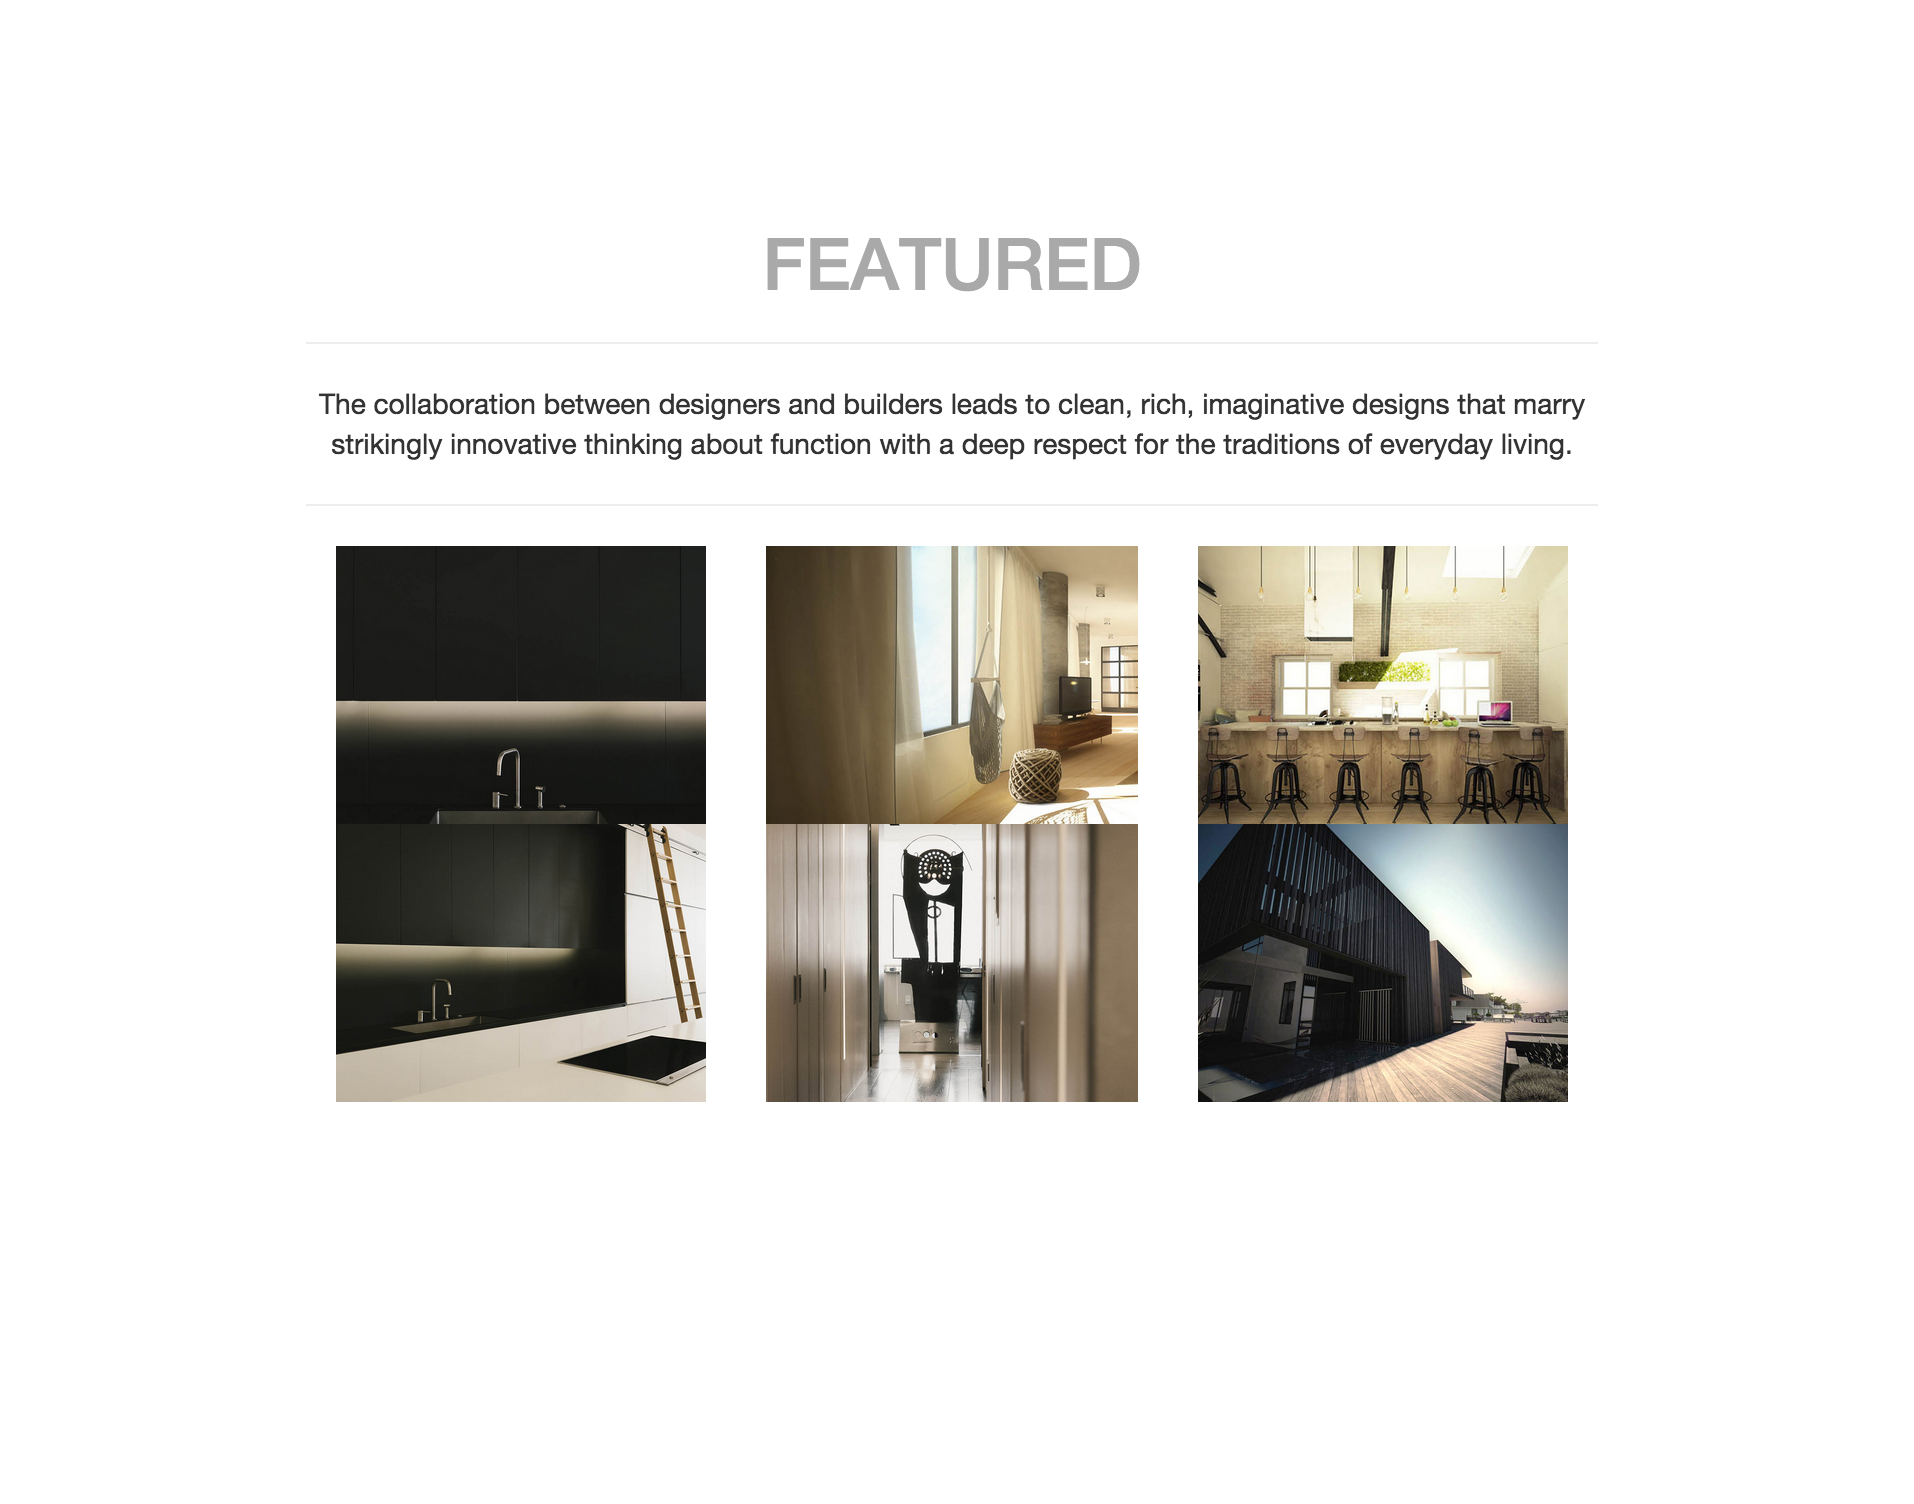 FEATURED
The collaboration between designers and builders leads to clean, rich, imaginative designs that marry
strikingly innovative thinking about function with a deep respect for the traditions of everyday living.